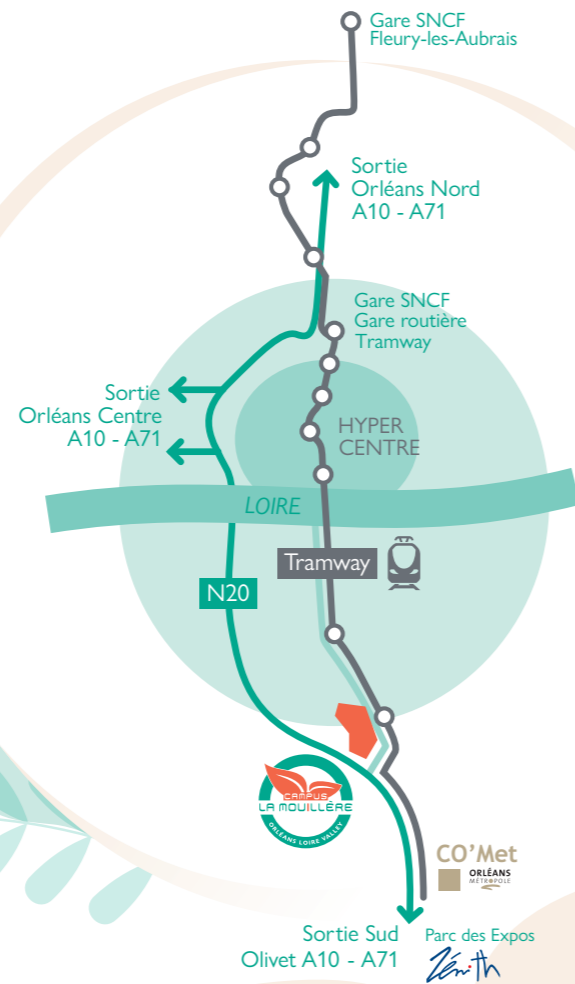 Gare SNCF
Fleury-les-Aubrais
Sortie
Orléans Nord
A10 - A71
Gare SNCF
Gare routière
Tramway
Sortie
Orléans Centre
A10 - A71
HYPER
CENTRE
LOIRE
Tramway
N20
CAMPUS
LA MOUILLÈRE
ORLÉANS LOIRE VALLEY
CO'Met
ORLÉANS
MÉTROPOLE
Sortie Sud
Olivet A10 - A71
Parc des Expos
Zénith